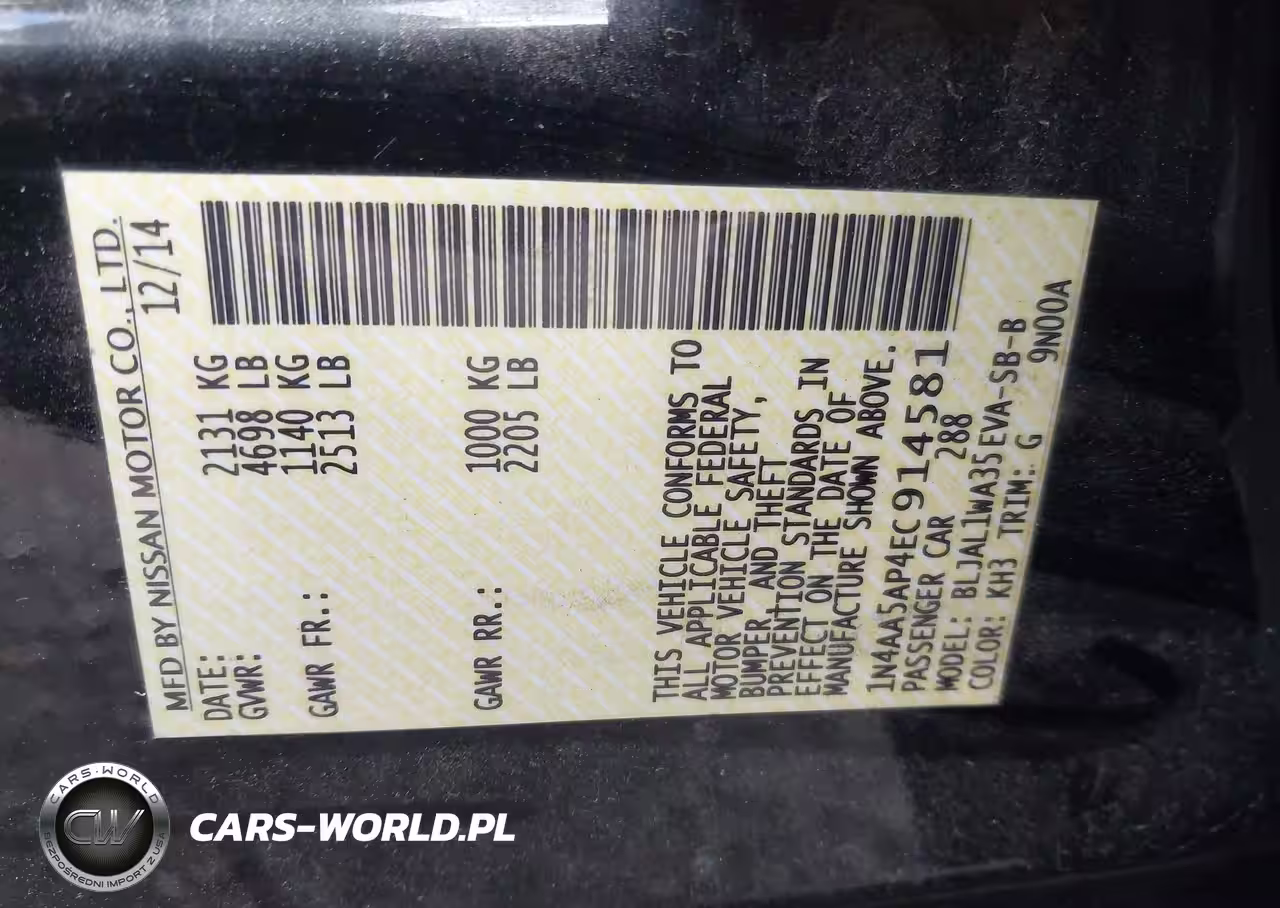 MFD BY NISSAN MOTOR CO., LTD.
DATE: 12/14
GVWR: 2131 KG
4698 LB
GAWR FR.: 1140 KG
2513 LB
GAWR RR.: 1000 KG
2205 LB
THIS VEHICLE CONFORMS TO
ALL APPLICABLE FEDERAL
MOTOR VEHICLE SAFETY,
BUMPER AND THEFT
PREVENTION STANDARDS IN
EFFECT ON THE DATE OF
MANUFACTURE SHOWN ABOVE.
1N4AA5AP4EC914581
PASSENGER CAR 288
MODEL: BLJAL1WA35EVA-SB-B
COLOR: KH3 TRIM: G 9N00A
CARS-WORLD
CW
BEZPOŚREDNI IMPORT Z USA
CARS-WORLD.PL